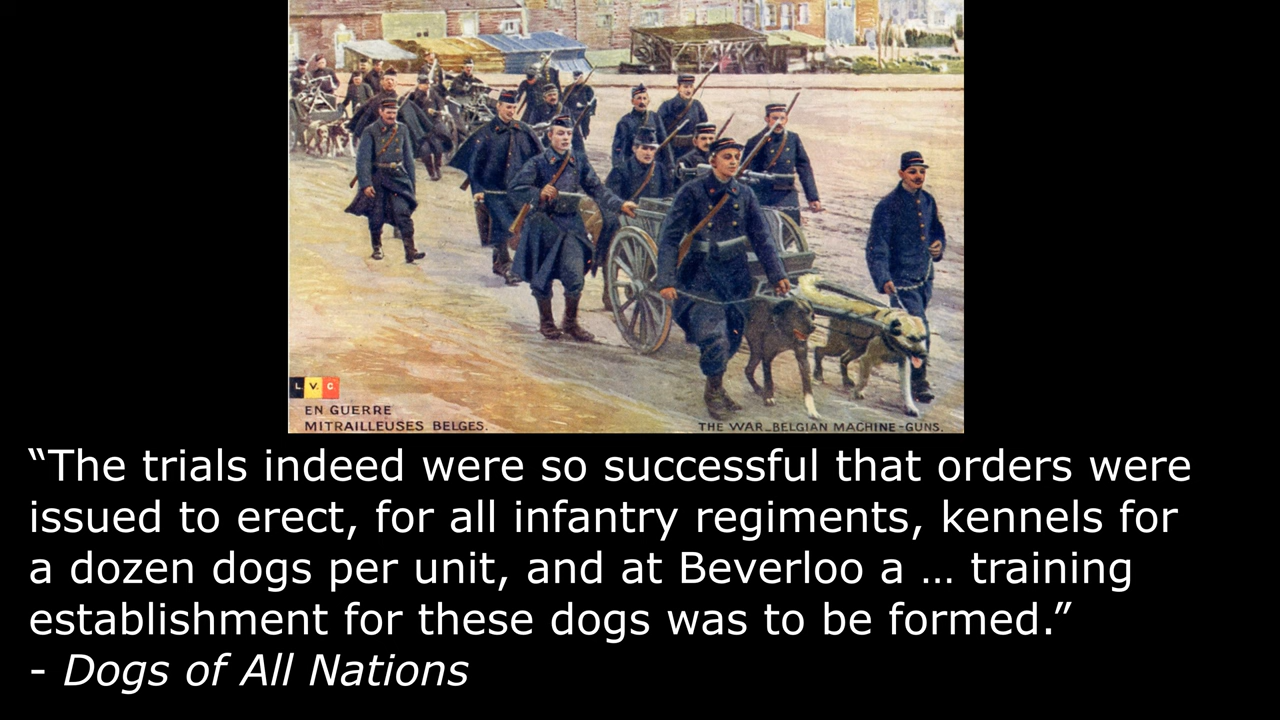 L. V. C
EN GUERRE
MITRAILLEUSES BELGES.
THE WAR_BELGIAN MACHINE-GUNS.
“The trials indeed were so successful that orders were
issued to erect, for all infantry regiments, kennels for
a dozen dogs per unit, and at Beverloo a … training
establishment for these dogs was to be formed.”
- Dogs of All Nations